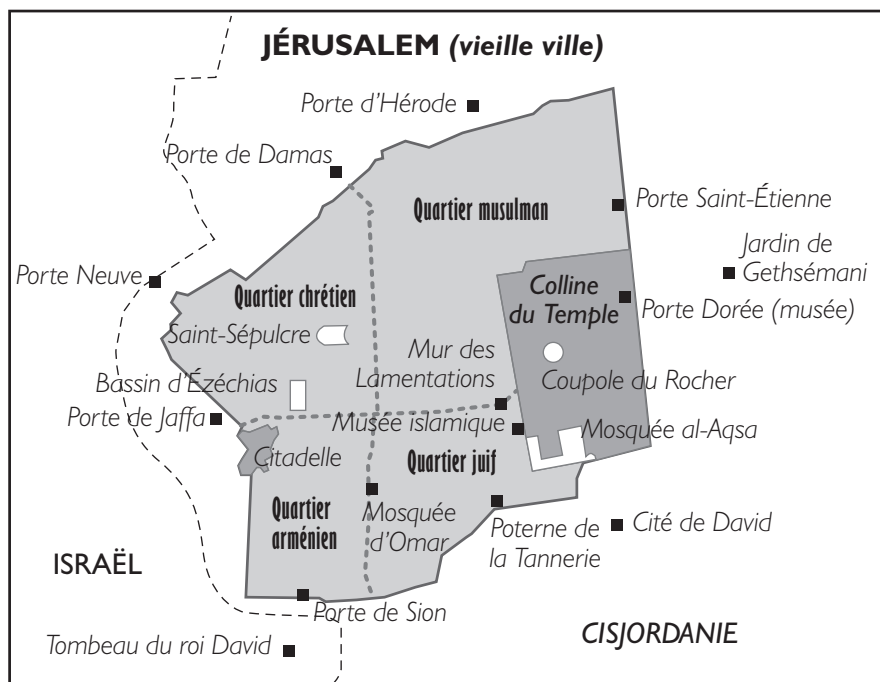 JÉRUSALEM (vieille ville)
Porte d'Hérode
Porte de Damas
Quartier musulman
Porte Saint-Étienne
Jardin de
Gethsémani
Porte Neuve
Quartier chrétien
Colline
du Temple
Porte Dorée (musée)
Saint-Sépulcre
Mur des
Lamentations
Bassin d'Ézéchias
Coupole du Rocher
Porte de Jaffa
Musée islamique
Mosquée al-Aqsa
Citadelle
Quartier juif
Quartier
arménien
Mosquée
d'Omar
Poterne de
la Tannerie
Cité de David
ISRAËL
Porte de Sion
CISJORDANIE
Tombeau du roi David